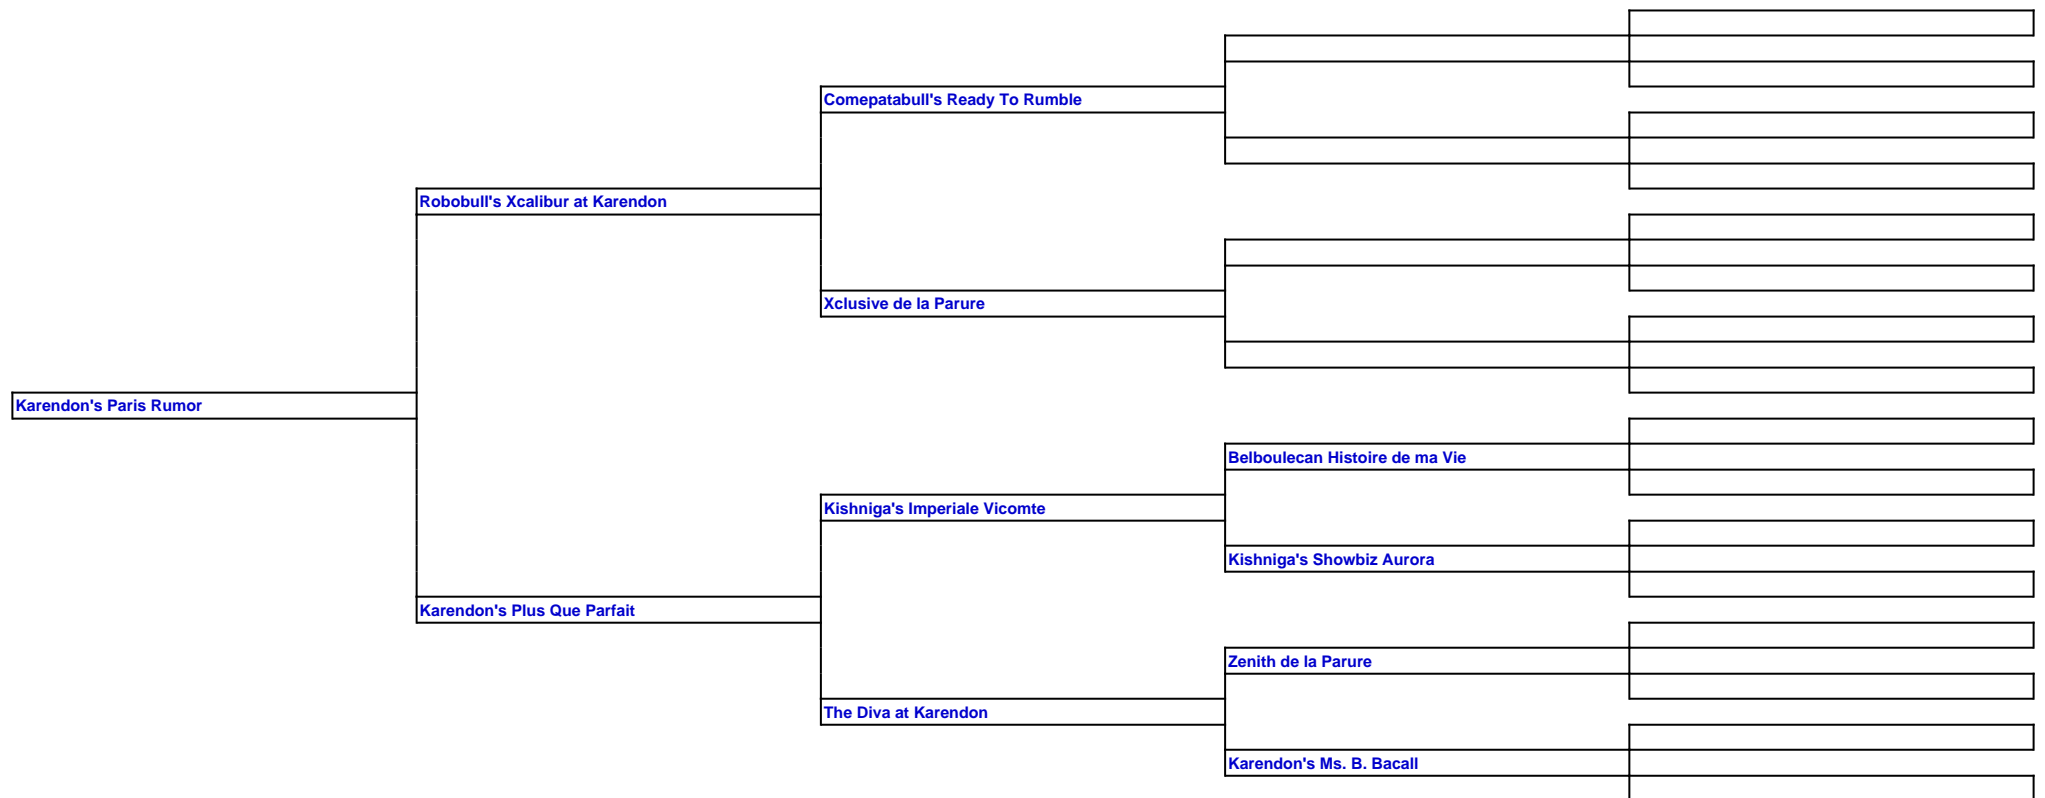 Comepatabull's Ready To Rumble
Robobull's Xcalibur at Karendon
Xclusive de la Parure
Karendon's Paris Rumor
Belboulecan Histoire de ma Vie
Kishniga's Imperiale Vicomte
Kishniga's Showbiz Aurora
Karendon's Plus Que Parfait
Zenith de la Parure
The Diva at Karendon
Karendon's Ms. B. Bacall